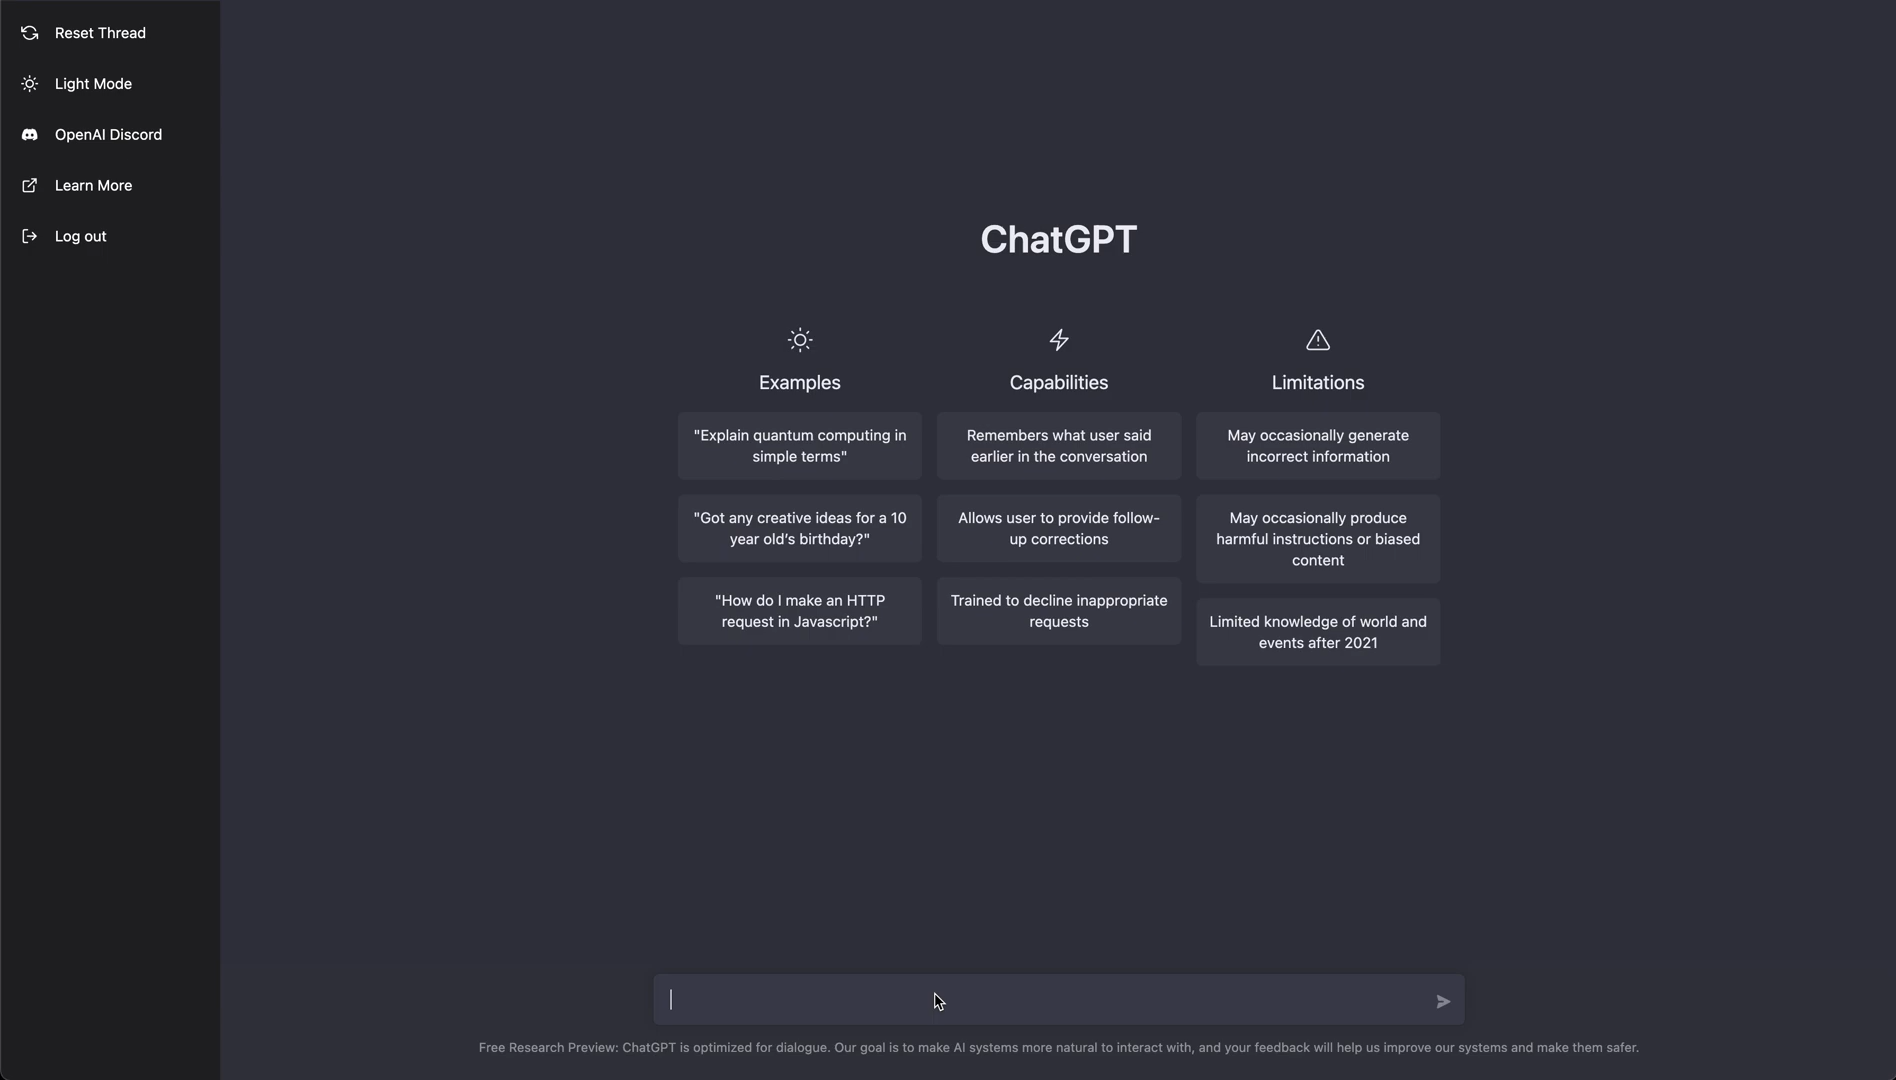 Reset Thread
Light Mode
OpenAI Discord
Learn More
Log out
ChatGPT
Examples
"Explain quantum computing in
simple terms"
"Got any creative ideas for a 10
year old's birthday?"
"How do I make an HTTP
request in Javascript?"
Capabilities
Remembers what user said
earlier in the conversation
Allows user to provide follow-
up corrections
Trained to decline inappropriate
requests
Limitations
May occasionally generate
incorrect information
May occasionally produce
harmful instructions or biased
content
Limited knowledge of world and
events after 2021
Free Research Preview: ChatGPT is optimized for dialogue. Our goal is to make AI systems more natural to interact with, and your feedback will help us improve our systems and make them safer.